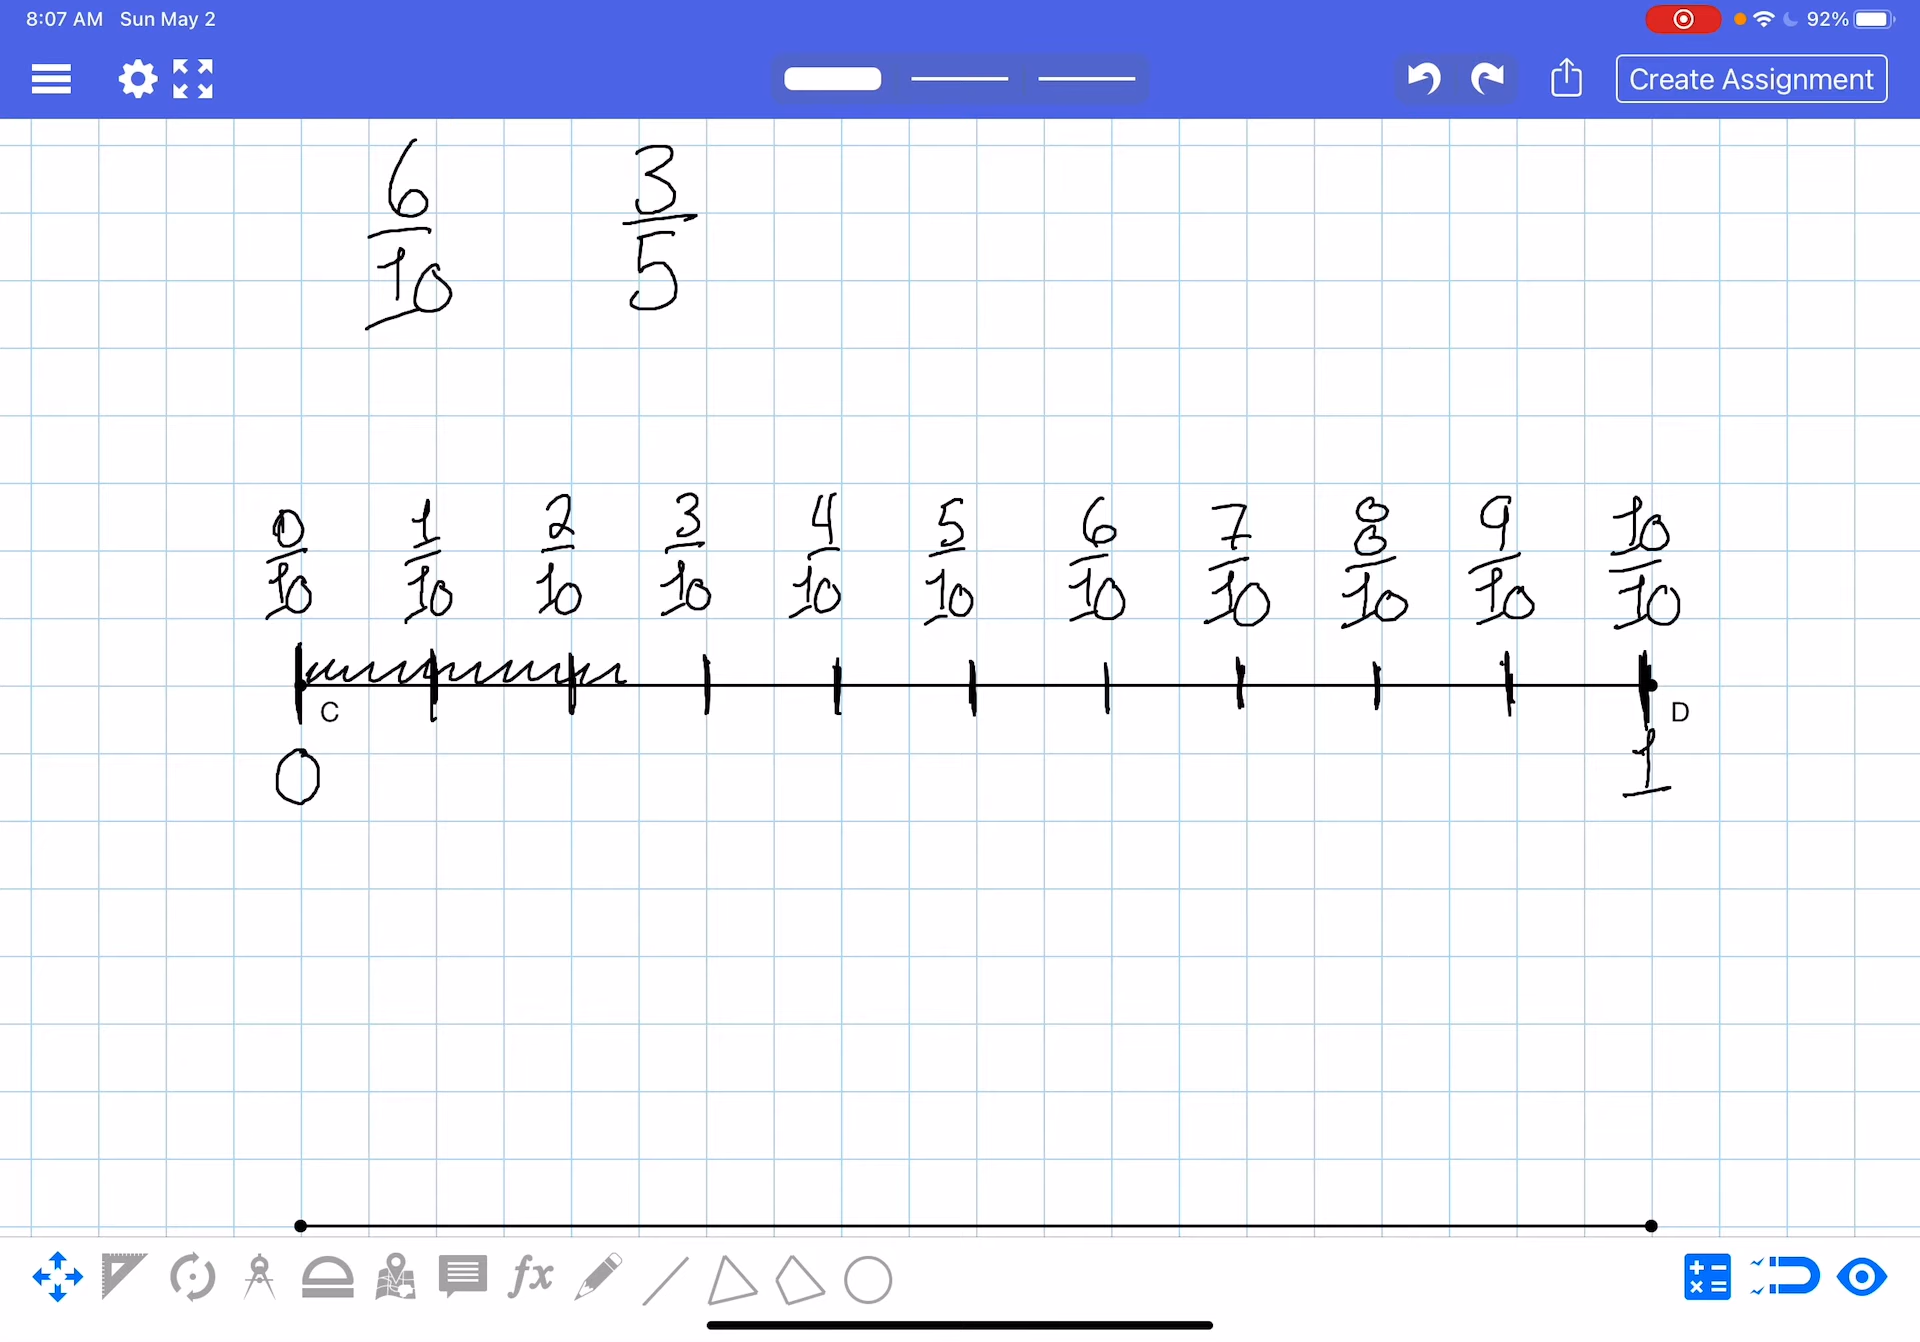 8:07 AM Sun May 2 92%
Create Assignment
6/10 3/5
0/10 1/10 2/10 3/10 4/10 5/10 6/10 7/10 8/10 9/10 10/10
C D
0 1
fx